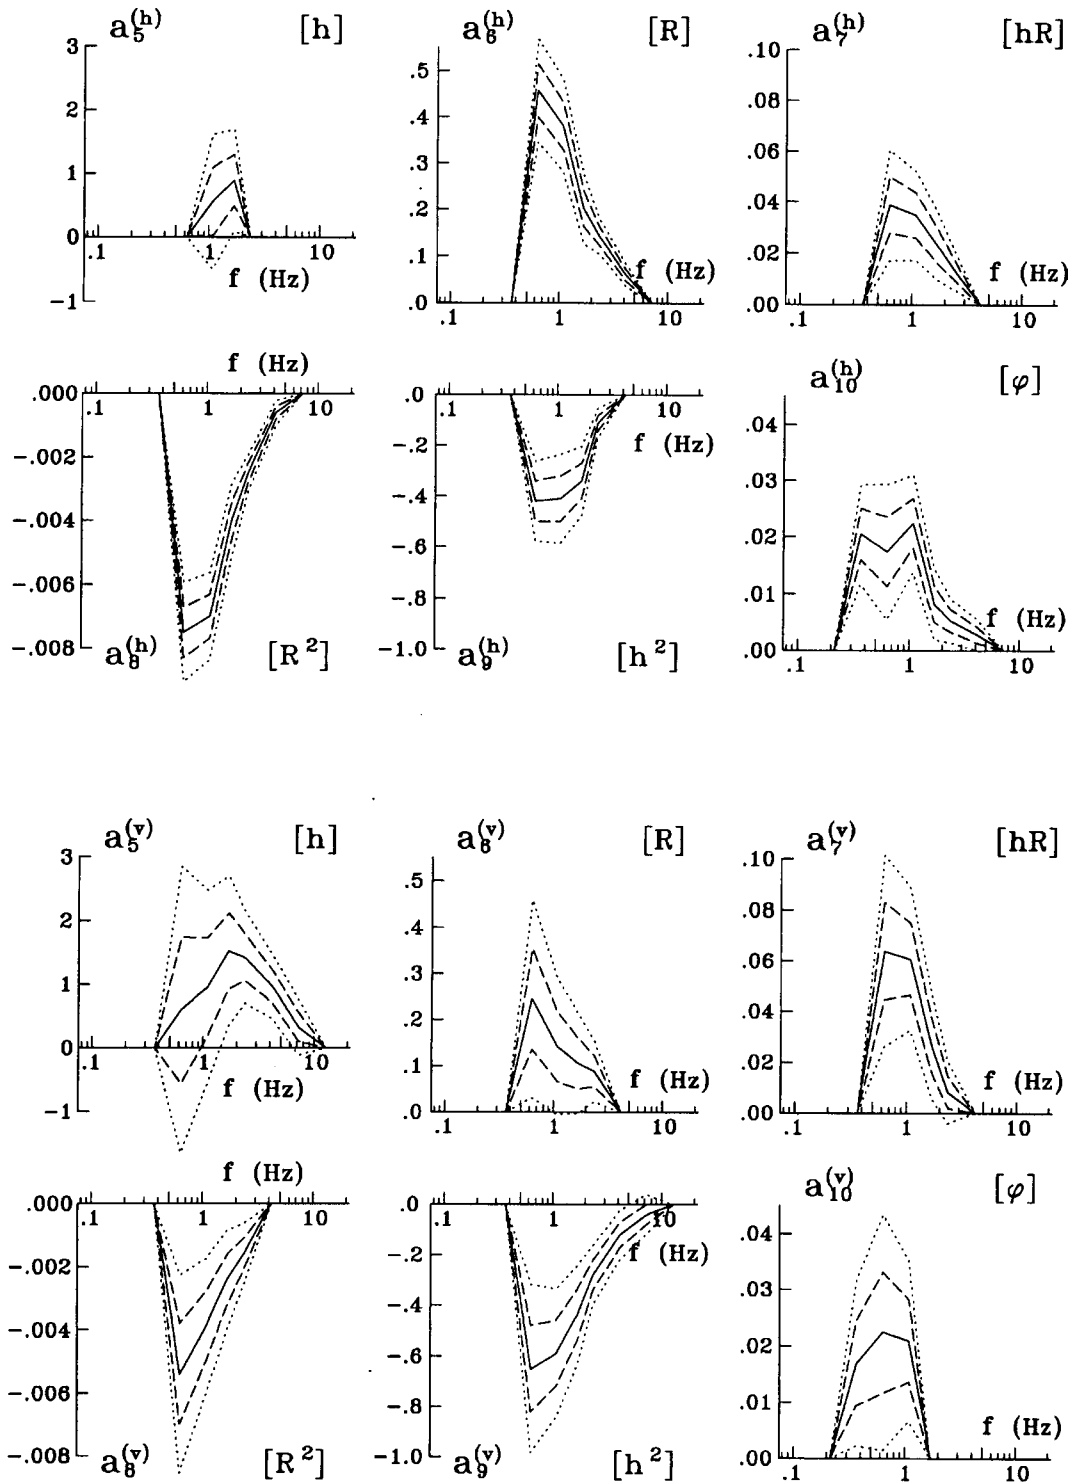 a5(h) [h]
3
2
1
0
-1
.1 1 10
f (Hz)
a6(h) [R]
.5
.4
.3
.2
.1
.0
.1 1 10
f (Hz)
a7(h) [hR]
.10
.08
.06
.04
.02
.00
.1 1 10
f (Hz)
f (Hz)
.1 1 10
.000
-.002
-.004
-.006
-.008
a8(h) [R2]
.1 1 10
f (Hz)
.0
-.2
-.4
-.6
-.8
-1.0
a9(h) [h2]
a10(h) [φ]
.04
.03
.02
.01
.00
.1 1 10
f (Hz)
a5(v) [h]
3
2
1
0
-1
.1 1 10
f (Hz)
a6(v) [R]
.5
.4
.3
.2
.1
.0
.1 1 10
f (Hz)
a7(v) [hR]
.10
.08
.06
.04
.02
.00
.1 1 10
f (Hz)
f (Hz)
.1 1 10
.000
-.002
-.004
-.006
-.008
a8(v) [R2]
.1 1 10
f (Hz)
.0
-.2
-.4
-.6
-.8
-1.0
a9(v) [h2]
a10(v) [φ]
.04
.03
.02
.01
.00
.1 1 10
f (Hz)